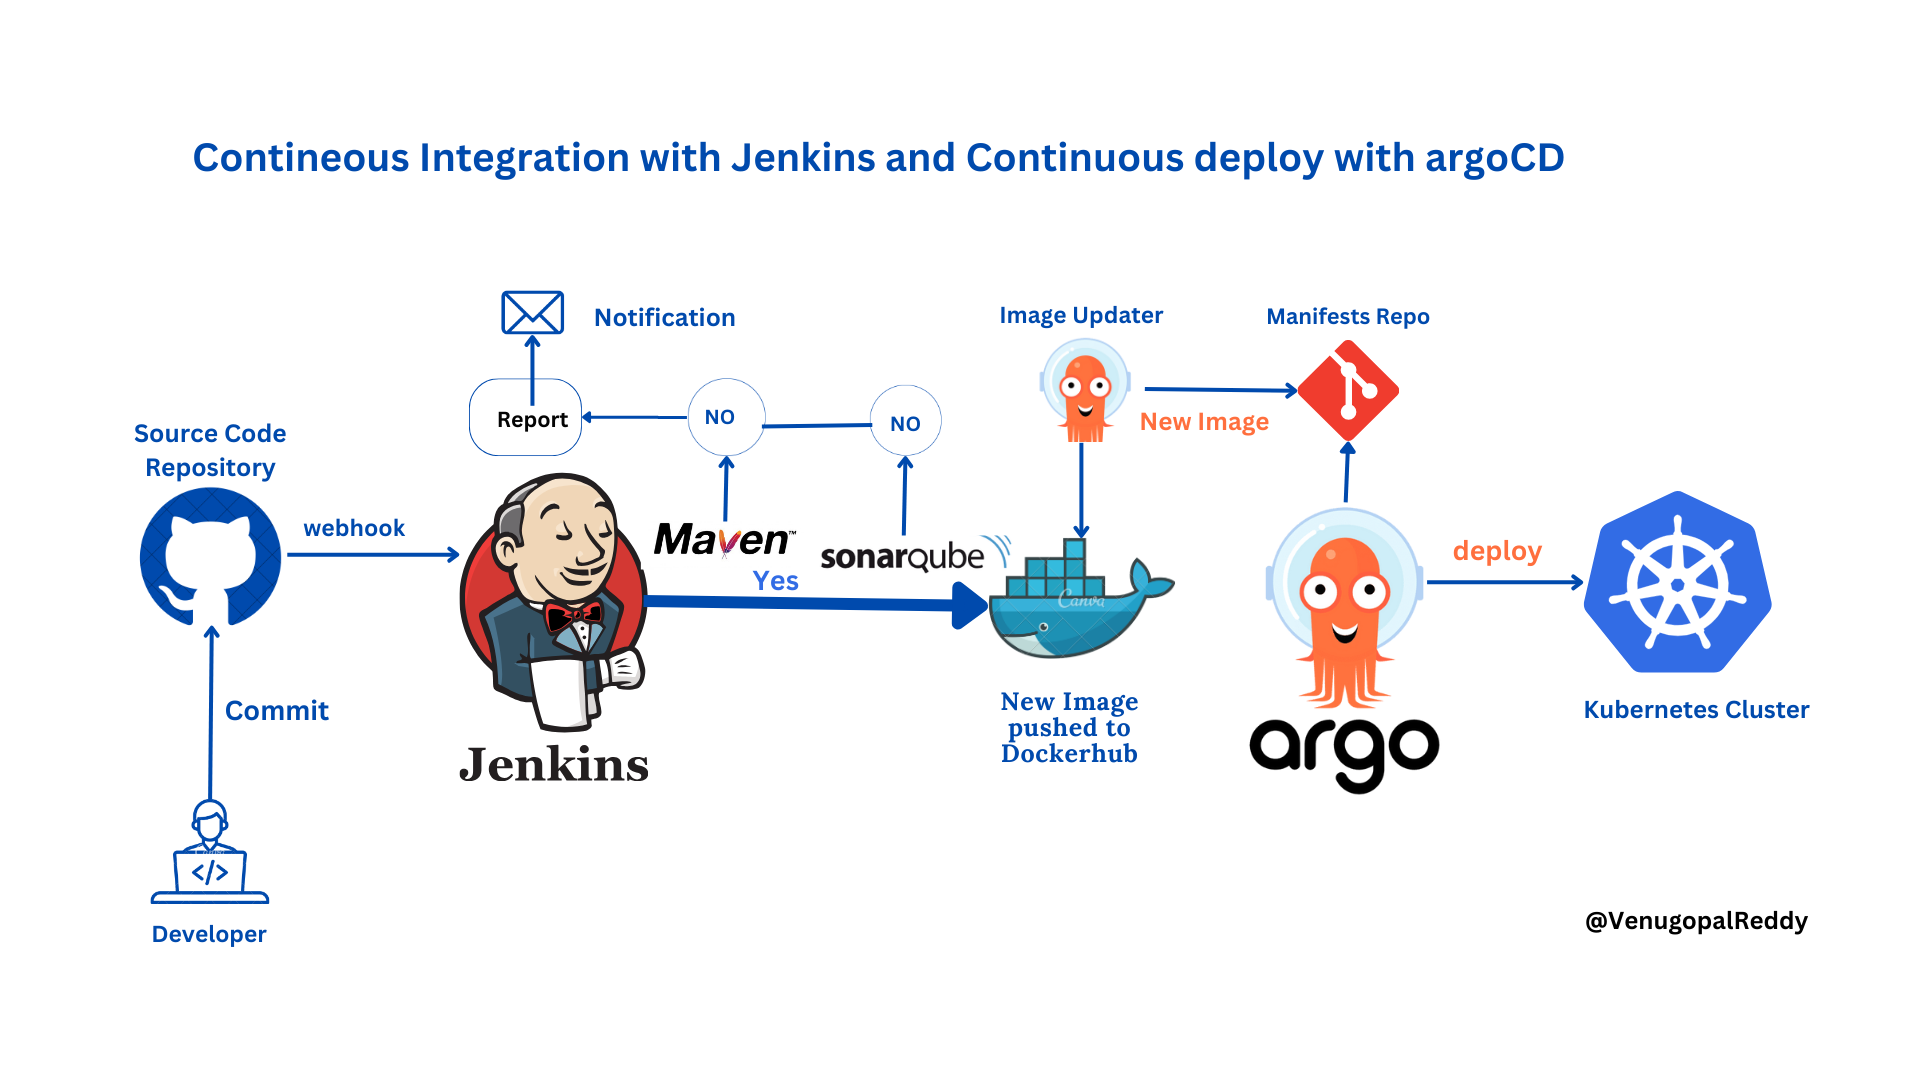 Contineous Integration with Jenkins and Continuous deploy with argoCD
Notification
Report
NO
NO
Image Updater
Manifests Repo
New Image
Source Code
Repository
webhook
Maven™
sonarqube
Yes
Canva
deploy
Commit
Jenkins
New Image
pushed to
Dockerhub
argo
Kubernetes Cluster
</>
Developer
@VenugopalReddy